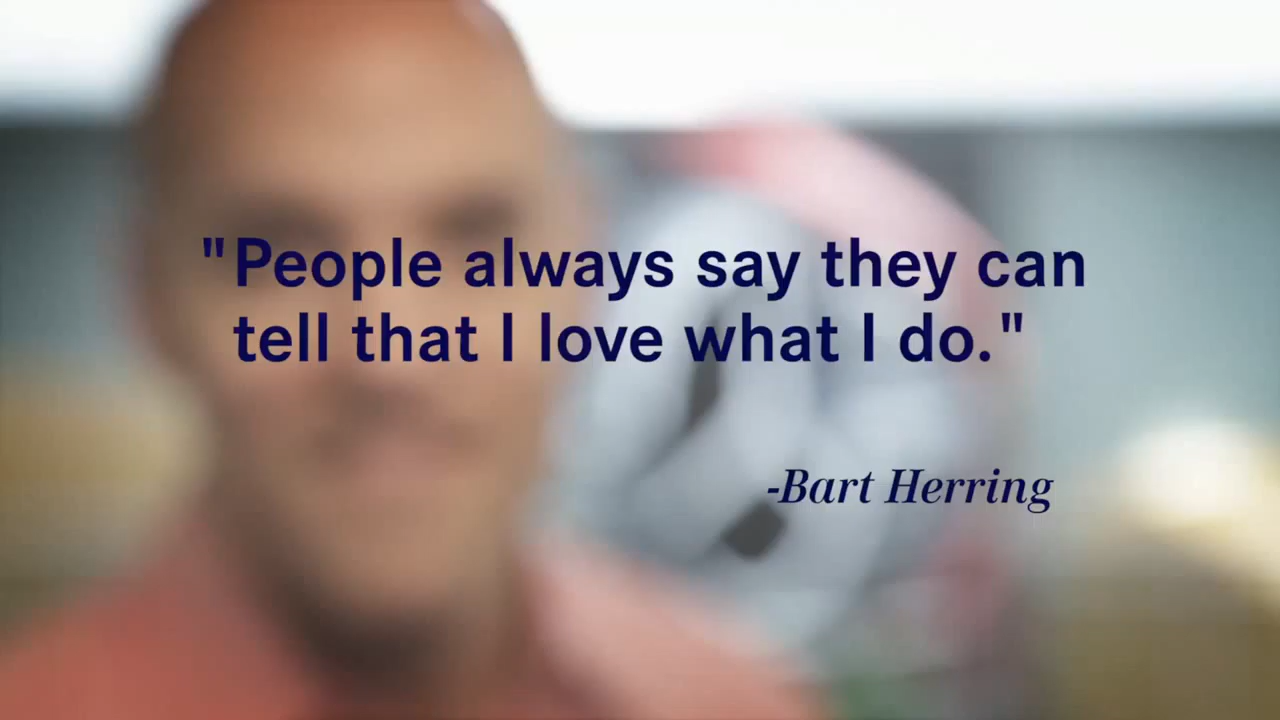 "People always say they can
tell that I love what I do."
-Bart Herring